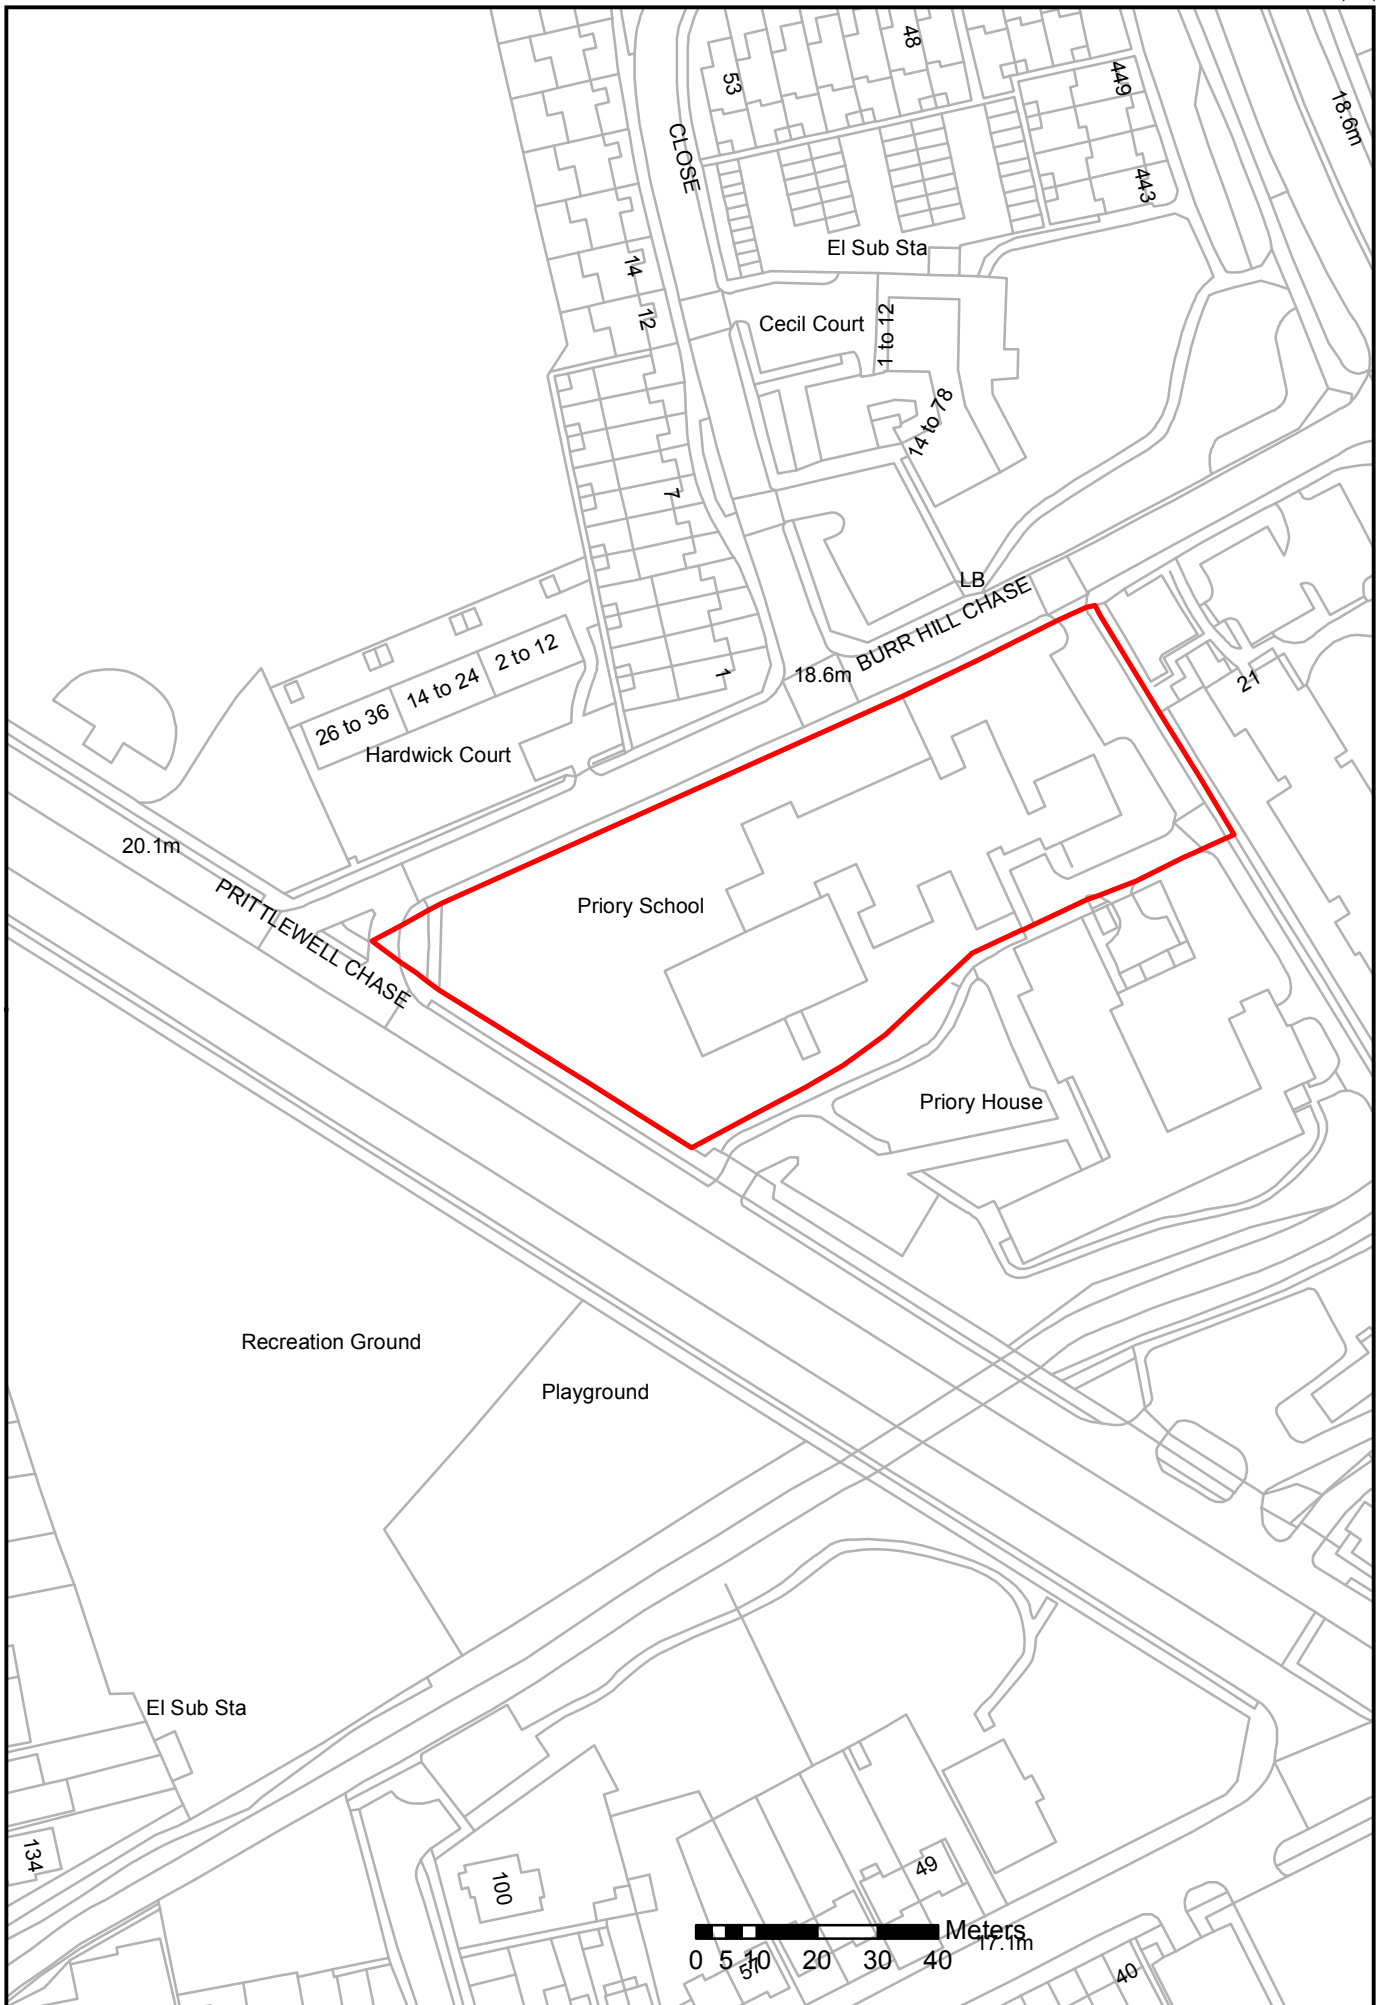 48
53
449
18.6m
CLOSE
443
El Sub Sta
14
12
Cecil Court
1 to 12
14 to 78
7
LB
BURR HILL CHASE
2 to 12
14 to 24
26 to 36
1
18.6m
21
Hardwick Court
20.1m
PRITTLEWELL CHASE
Priory School
Priory House
Recreation Ground
Playground
El Sub Sta
134
100
49
Meters
17.1m
0 5 10 20 30 40
57
40